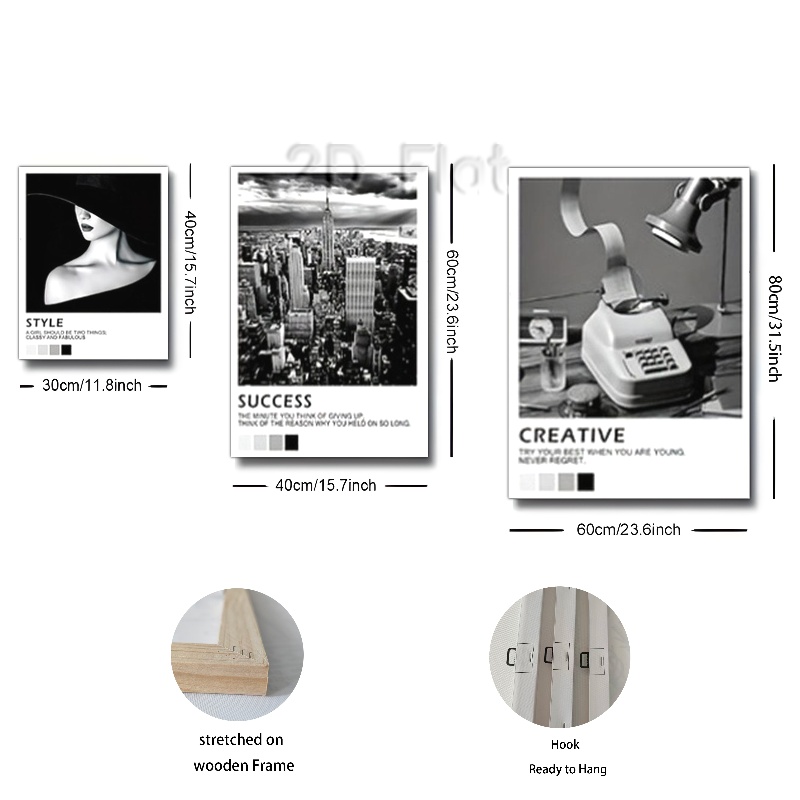 2D Flat
40cm/15.7inch
STYLE
A GIRL SHOULD BE TWO THINGS,
CLASSY AND FABULOUS
30cm/11.8inch
60cm/23.6inch
SUCCESS
THE MINUTE YOU THINK OF GIVING UP,
THINK OF THE REASON WHY YOU HELD ON SO LONG.
40cm/15.7inch
80cm/31.5inch
CREATIVE
TRY YOUR BEST WHEN YOU ARE YOUNG.
NEVER REGRET.
60cm/23.6inch
stretched on
wooden Frame
Hook
Ready to Hang